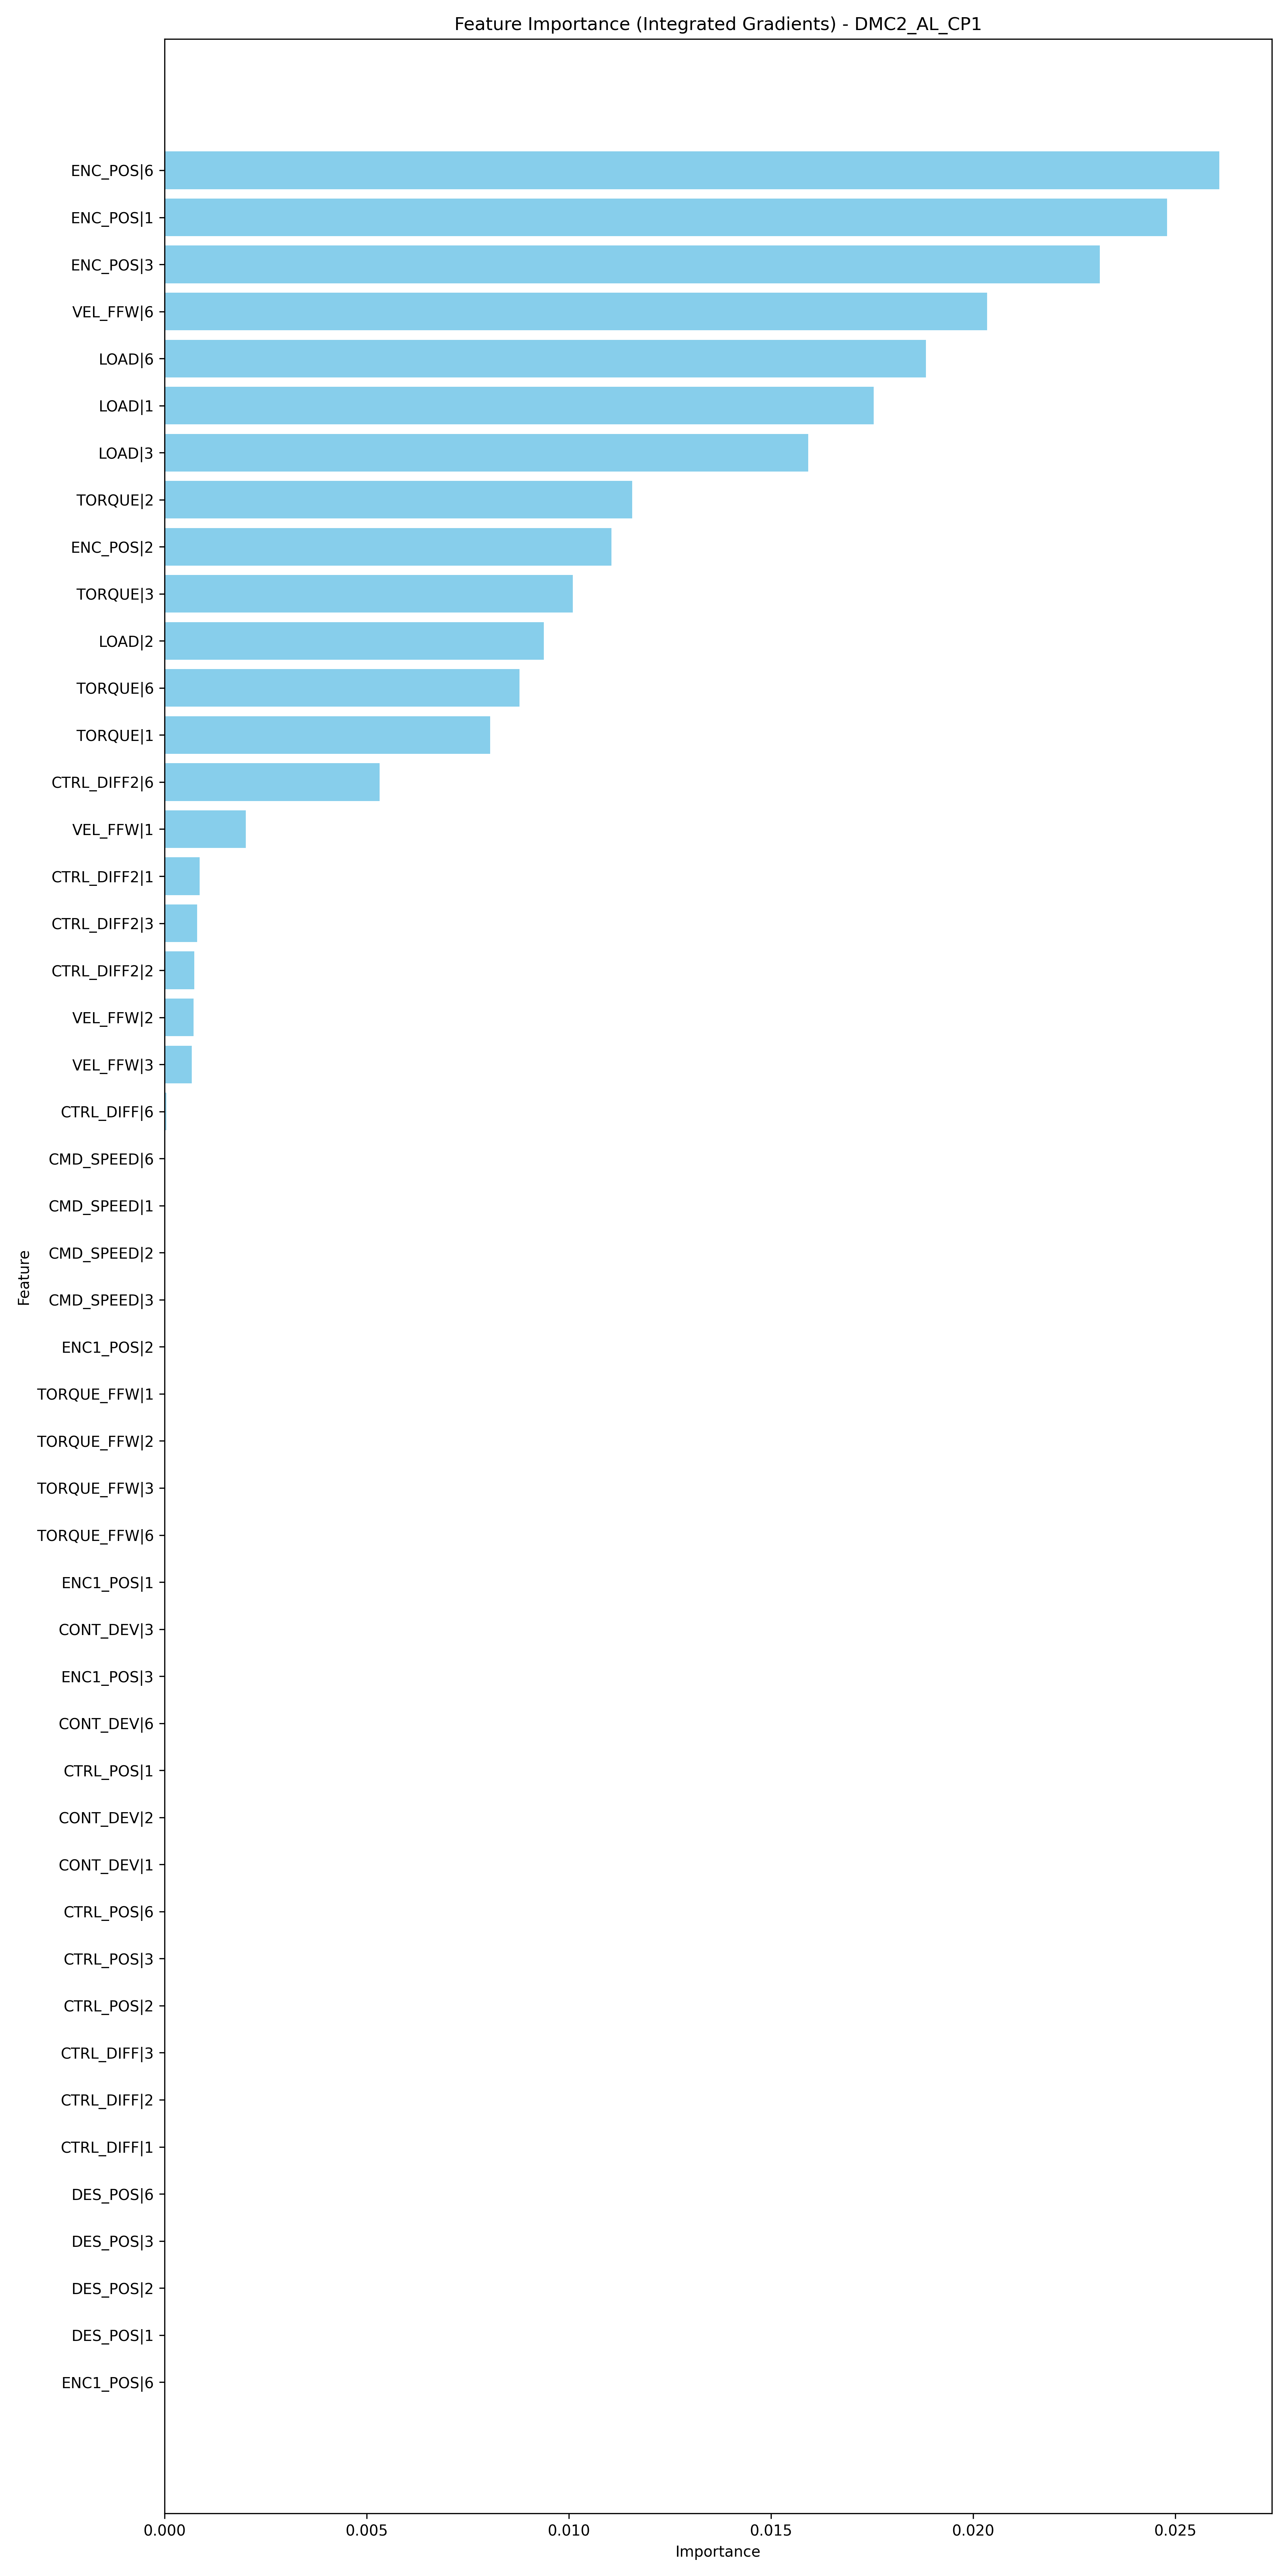 Feature Importance (Integrated Gradients) - DMC2_AL_CP1
ENC_POS|6
ENC_POS|1
ENC_POS|3
VEL_FFW|6
LOAD|6
LOAD|1
LOAD|3
TORQUE|2
ENC_POS|2
TORQUE|3
LOAD|2
TORQUE|6
TORQUE|1
CTRL_DIFF2|6
VEL_FFW|1
CTRL_DIFF2|1
CTRL_DIFF2|3
CTRL_DIFF2|2
VEL_FFW|2
VEL_FFW|3
CTRL_DIFF|6
CMD_SPEED|6
CMD_SPEED|1
CMD_SPEED|2
CMD_SPEED|3
ENC1_POS|2
TORQUE_FFW|1
TORQUE_FFW|2
TORQUE_FFW|3
TORQUE_FFW|6
ENC1_POS|1
CONT_DEV|3
ENC1_POS|3
CONT_DEV|6
CTRL_POS|1
CONT_DEV|2
CONT_DEV|1
CTRL_POS|6
CTRL_POS|3
CTRL_POS|2
CTRL_DIFF|3
CTRL_DIFF|2
CTRL_DIFF|1
DES_POS|6
DES_POS|3
DES_POS|2
DES_POS|1
ENC1_POS|6
Feature
0.000 0.005 0.010 0.015 0.020 0.025
Importance